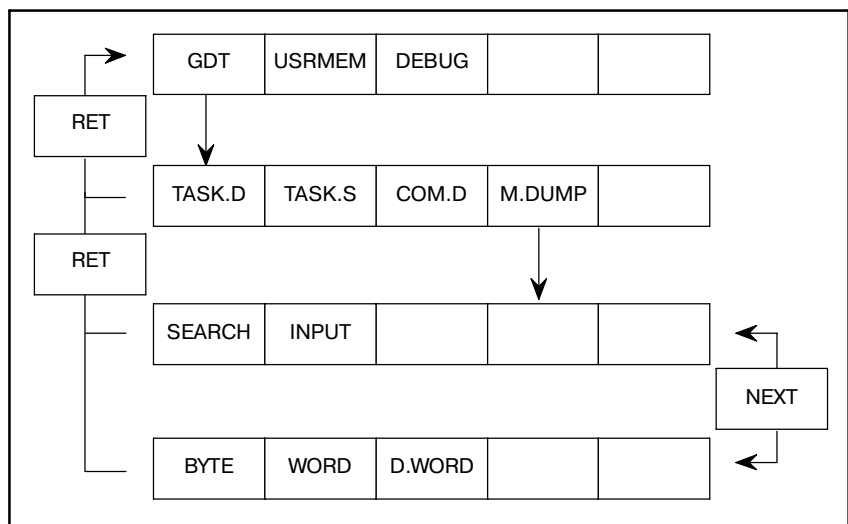 GDT USRMEM DEBUG
RET
TASK.D TASK.S COM.D M.DUMP
RET
SEARCH INPUT
NEXT
BYTE WORD D.WORD